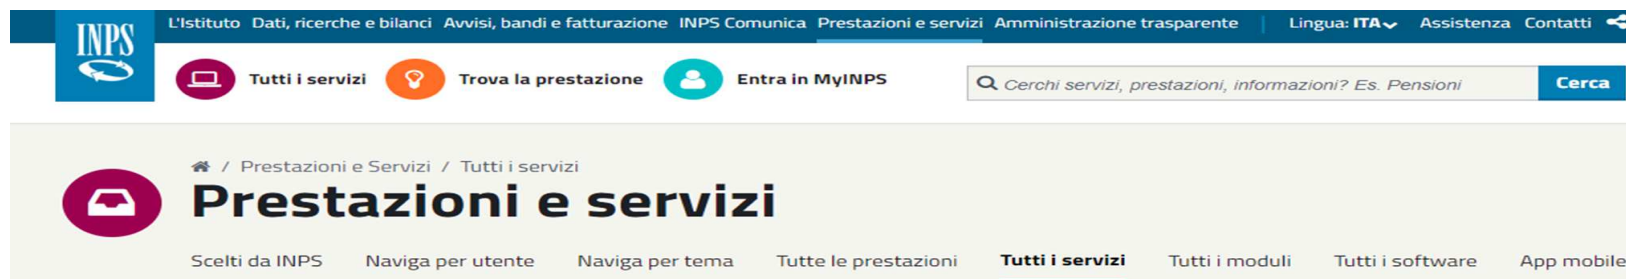 L'Istituto Dati, ricerche e bilanci Avvisi, bandi e fatturazione INPS Comunica Prestazioni e servizi Amministrazione trasparente Lingua: ITA Assistenza Contatti
INPS
Tutti i servizi Trova la prestazione Entra in MyINPS Cerchi servizi, prestazioni, informazioni? Es. Pensioni Cerca
/ Prestazioni e Servizi / Tutti i servizi
Prestazioni e servizi
Scelti da INPS Naviga per utente Naviga per tema Tutte le prestazioni Tutti i servizi Tutti i moduli Tutti i software App mobile